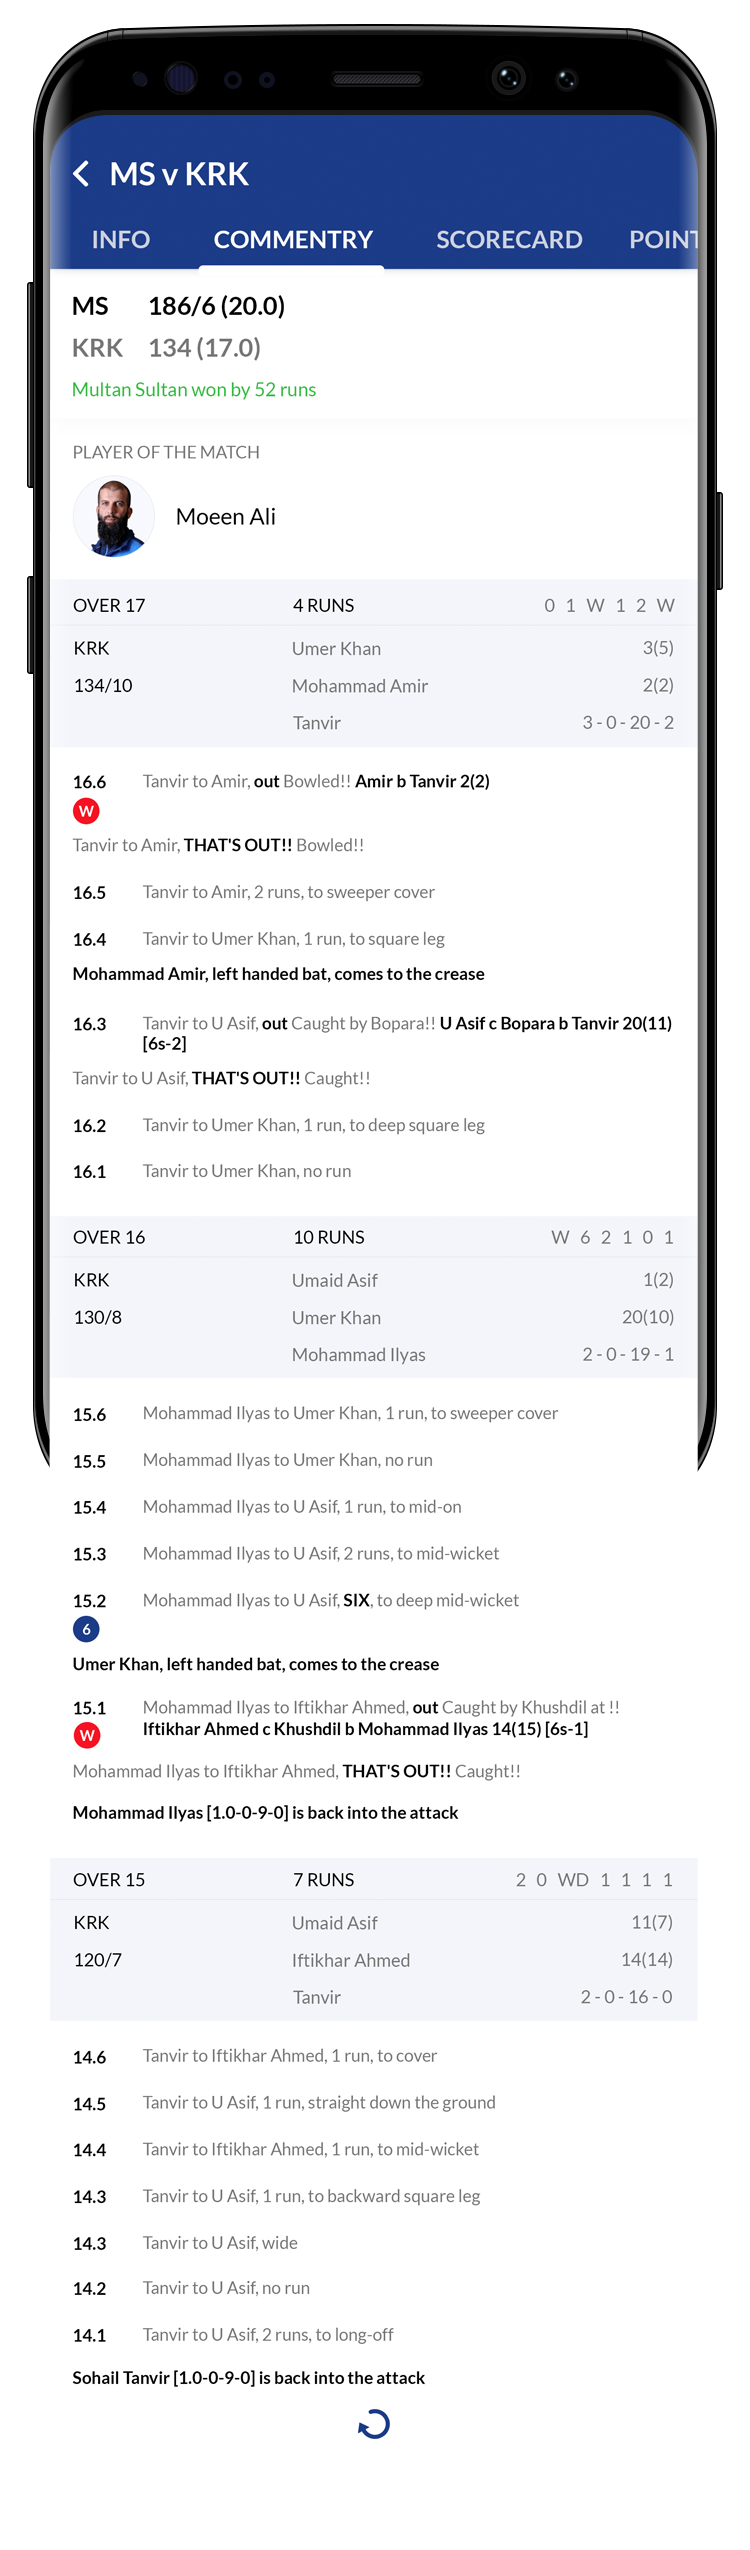 MS v KRK
INFO COMMENTRY SCORECARD POINT
MS 186/6 (20.0)
KRK 134 (17.0)
Multan Sultan won by 52 runs
PLAYER OF THE MATCH
Moeen Ali
OVER 17 4 RUNS 0 1 W 1 2 W
KRK Umer Khan 3(5)
134/10 Mohammad Amir 2(2)
Tanvir 3 - 0 - 20 - 2
16.6 Tanvir to Amir, out Bowled!! Amir b Tanvir 2(2)
W
Tanvir to Amir, THAT'S OUT!! Bowled!!
16.5 Tanvir to Amir, 2 runs, to sweeper cover
16.4 Tanvir to Umer Khan, 1 run, to square leg
Mohammad Amir, left handed bat, comes to the crease
16.3 Tanvir to U Asif, out Caught by Bopara!! U Asif c Bopara b Tanvir 20(11)
[6s-2]
Tanvir to U Asif, THAT'S OUT!! Caught!!
16.2 Tanvir to Umer Khan, 1 run, to deep square leg
16.1 Tanvir to Umer Khan, no run
OVER 16 10 RUNS W 6 2 1 0 1
KRK Umaid Asif 1(2)
130/8 Umer Khan 20(10)
Mohammad Ilyas 2 - 0 - 19 - 1
15.6 Mohammad Ilyas to Umer Khan, 1 run, to sweeper cover
15.5 Mohammad Ilyas to Umer Khan, no run
15.4 Mohammad Ilyas to U Asif, 1 run, to mid-on
15.3 Mohammad Ilyas to U Asif, 2 runs, to mid-wicket
15.2 Mohammad Ilyas to U Asif, SIX, to deep mid-wicket
6
Umer Khan, left handed bat, comes to the crease
15.1 Mohammad Ilyas to Iftikhar Ahmed, out Caught by Khushdil at !!
W Iftikhar Ahmed c Khushdil b Mohammad Ilyas 14(15) [6s-1]
Mohammad Ilyas to Iftikhar Ahmed, THAT'S OUT!! Caught!!
Mohammad Ilyas [1.0-0-9-0] is back into the attack
OVER 15 7 RUNS 2 0 WD 1 1 1 1
KRK Umaid Asif 11(7)
120/7 Iftikhar Ahmed 14(14)
Tanvir 2 - 0 - 16 - 0
14.6 Tanvir to Iftikhar Ahmed, 1 run, to cover
14.5 Tanvir to U Asif, 1 run, straight down the ground
14.4 Tanvir to Iftikhar Ahmed, 1 run, to mid-wicket
14.3 Tanvir to U Asif, 1 run, to backward square leg
14.3 Tanvir to U Asif, wide
14.2 Tanvir to U Asif, no run
14.1 Tanvir to U Asif, 2 runs, to long-off
Sohail Tanvir [1.0-0-9-0] is back into the attack